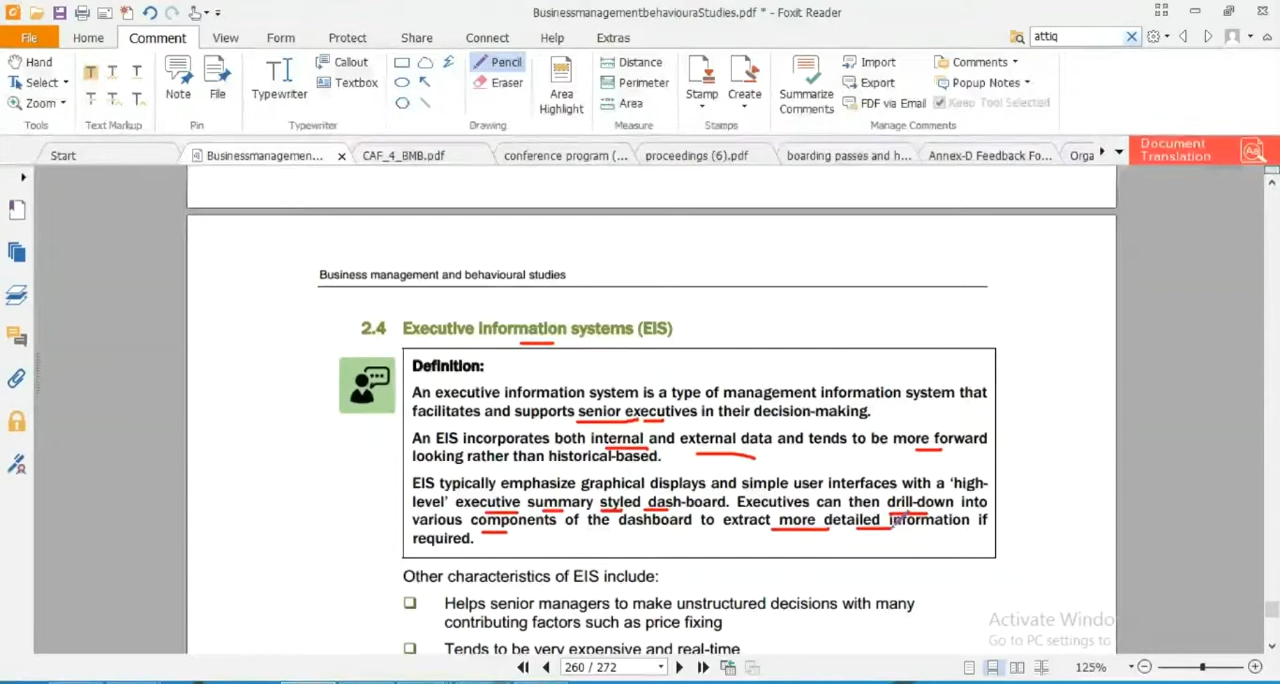 BusinessmanagementbehaviouraStudies.pdf * - Foxit Reader
File Home Comment View Form Protect Share Connect Help Extras attiq
Hand Callout Pencil Distance Import Comments
Select Textbox Eraser Perimeter Export Popup Notes
Zoom Note File Typewriter Area Highlight Area Stamp Create Summarize Comments FDF via Email Keep Tool Selected
Tools Text Markup Pin Typewriter Drawing Measure Stamps Manage Comments
Start Businessmanagemen... CAF_4_BMB.pdf conference program (... proceedings (6).pdf boarding passes and h... Annex-D Feedback Fo... Orga Document Translation
Business management and behavioural studies
2.4 Executive information systems (EIS)
Definition:
An executive information system is a type of management information system that
facilitates and supports senior executives in their decision-making.
An EIS incorporates both internal and external data and tends to be more forward
looking rather than historical-based.
EIS typically emphasize graphical displays and simple user interfaces with a ‘high-
level’ executive summary styled dash-board. Executives can then drill-down into
various components of the dashboard to extract more detailed information if
required.
Other characteristics of EIS include:
Helps senior managers to make unstructured decisions with many
contributing factors such as price fixing
Tends to be very expensive and real-time
Activate Windo
Go to PC settings to
260 / 272 125%